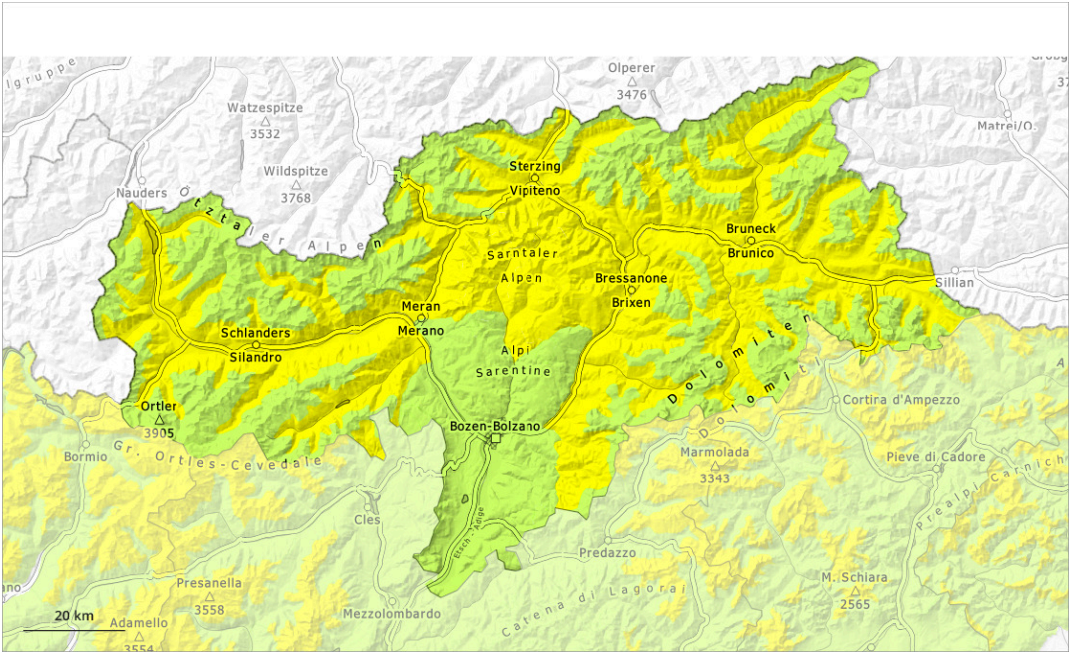 Olperer
3476
lgruppe
Watzespitze
3532
Matrei/O.
Sterzing
Vipiteno
Wildspitze
3768
Nauders
Ötztaler Alpen
Bruneck
Brunico
Sarntaler
Alpen
Bressanone
Brixen
Sillian
Meran
Merano
Schlanders
Silandro
Alpi
Sarentine
Dolomiten
Dolomiti
Ortler
3905
Cortina d'Ampezzo
Bozen-Bolzano
Gr. Ortles-Cevedale
Bormio
Marmolada
3343
Pieve di Cadore
Prealpi Carnich
Cles
Etsch - Adige
Predazzo
Presanella
3558
M. Schiara
2565
Catena di Lagorai
Mezzolombardo
ano
20 km
Adamello
3554